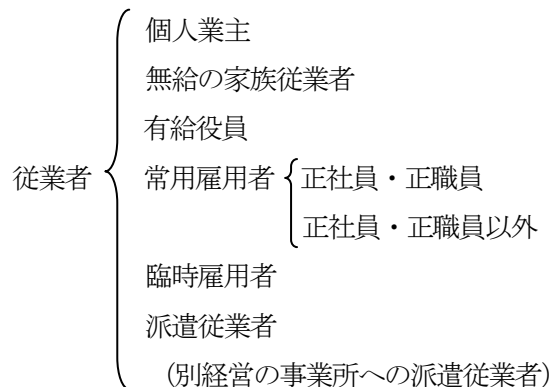 個人業主
無給の家族従業者
有給役員
従業者
常用雇用者
正社員・正職員
正社員・正職員以外
臨時雇用者
派遣従業者
(別経営の事業所への派遣従業者)